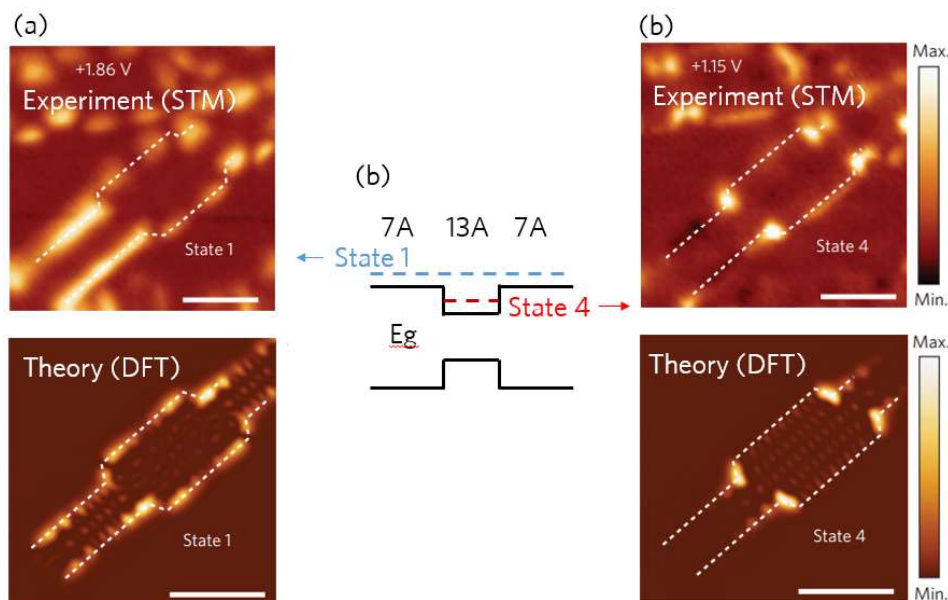 (a)
+1.86 V
Experiment (STM)
State 1
Theory (DFT)
State 1
(b)
7A 13A 7A
State 1
State 4
Eg
(b)
+1.15 V
Experiment (STM)
State 4
Max.
Min.
Theory (DFT)
State 4
Max.
Min.